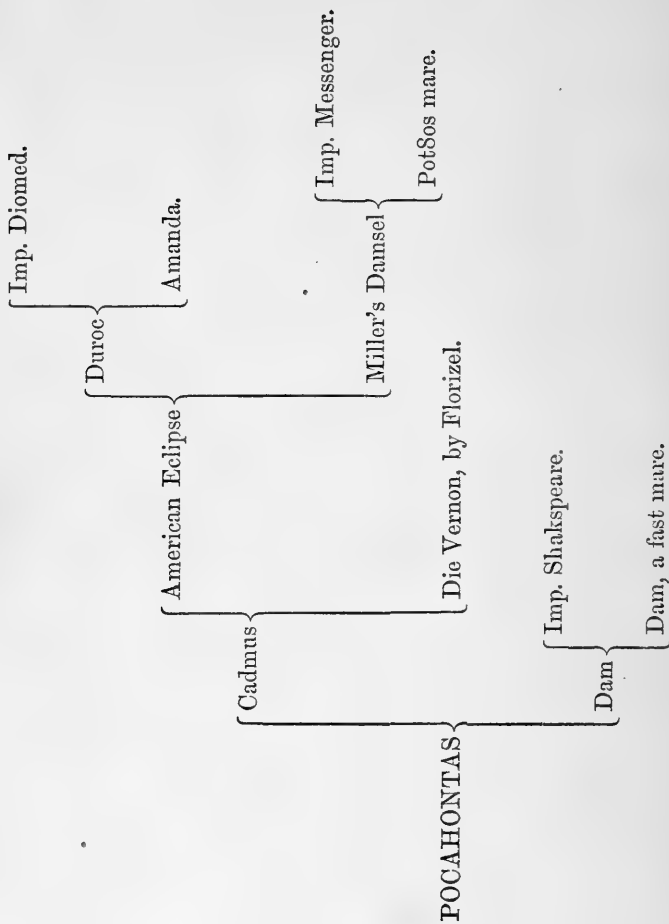 Imp. Diomed.
Duroc
Amanda.
American Eclipse
Imp. Messenger.
Miller's Damsel
Pot8os mare.
Cadmus
Die Vernon, by Florizel.
POCAHONTAS
Imp. Shakspeare.
Dam
Dam, a fast mare.